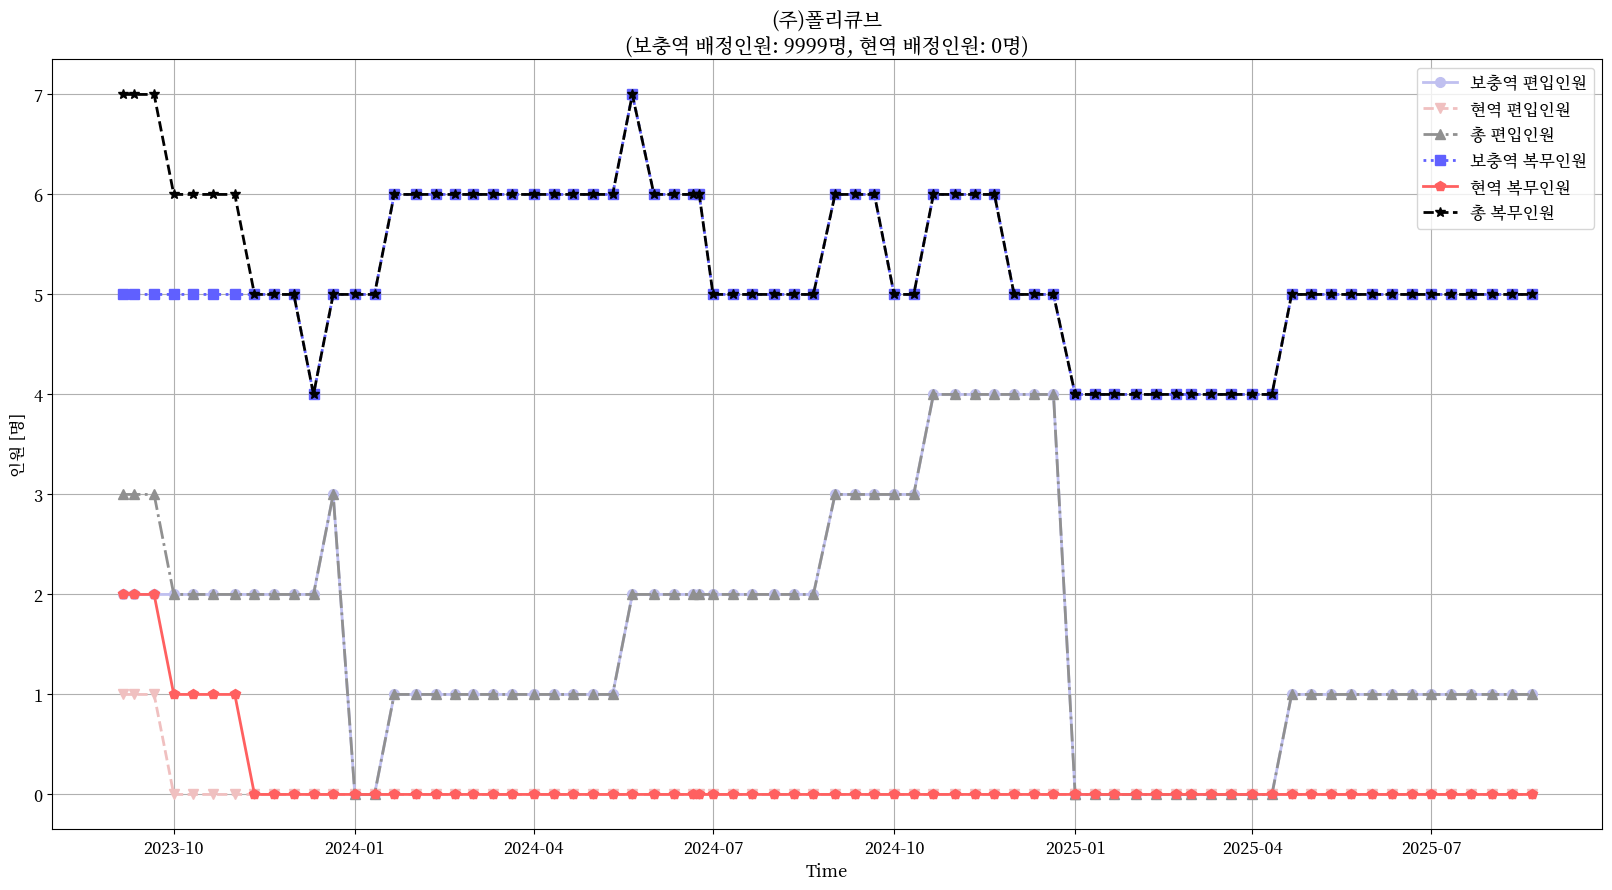 (주)폴리큐브
(보충역 배정인원: 9999명, 현역 배정인원: 0명)
보충역 편입인원
현역 편입인원
총 편입인원
보충역 복무인원
현역 복무인원
총 복무인원
인원 [명]
7
6
5
4
3
2
1
0
2023-10
2024-01
2024-04
2024-07
2024-10
2025-01
2025-04
2025-07
Time